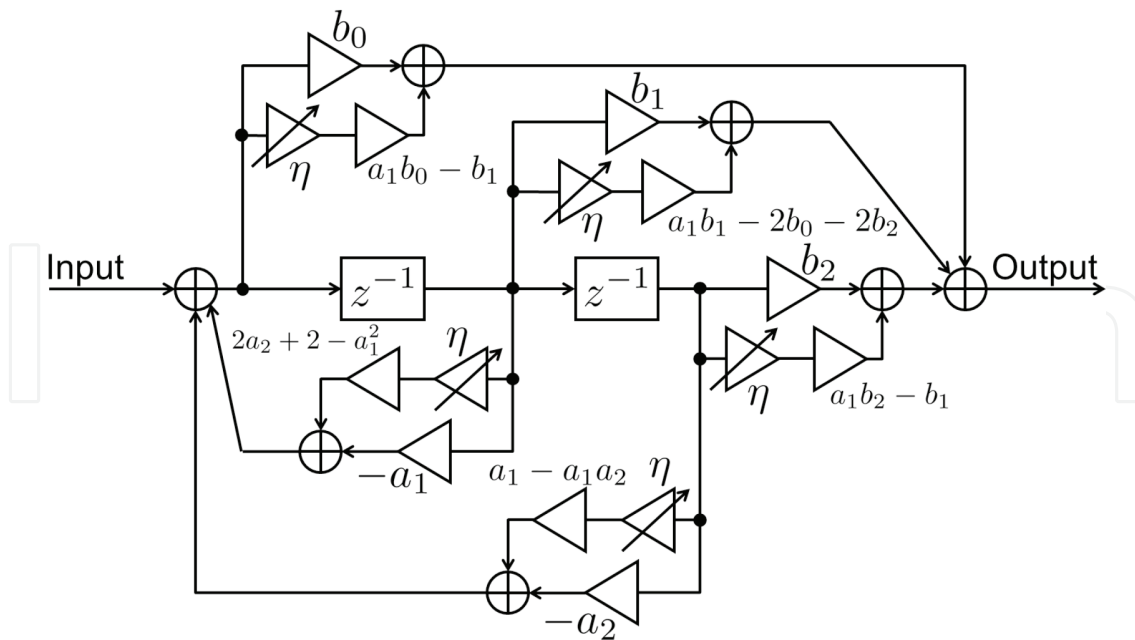 b₀
η
a₁b₀ − b₁
b₁
η
a₁b₁ − 2b₀ − 2b₂
Input
z⁻¹
z⁻¹
b₂
Output
η
a₁b₂ − b₁
2a₂ + 2 − a₁²
η
−a₁
a₁ − a₁a₂
η
−a₂